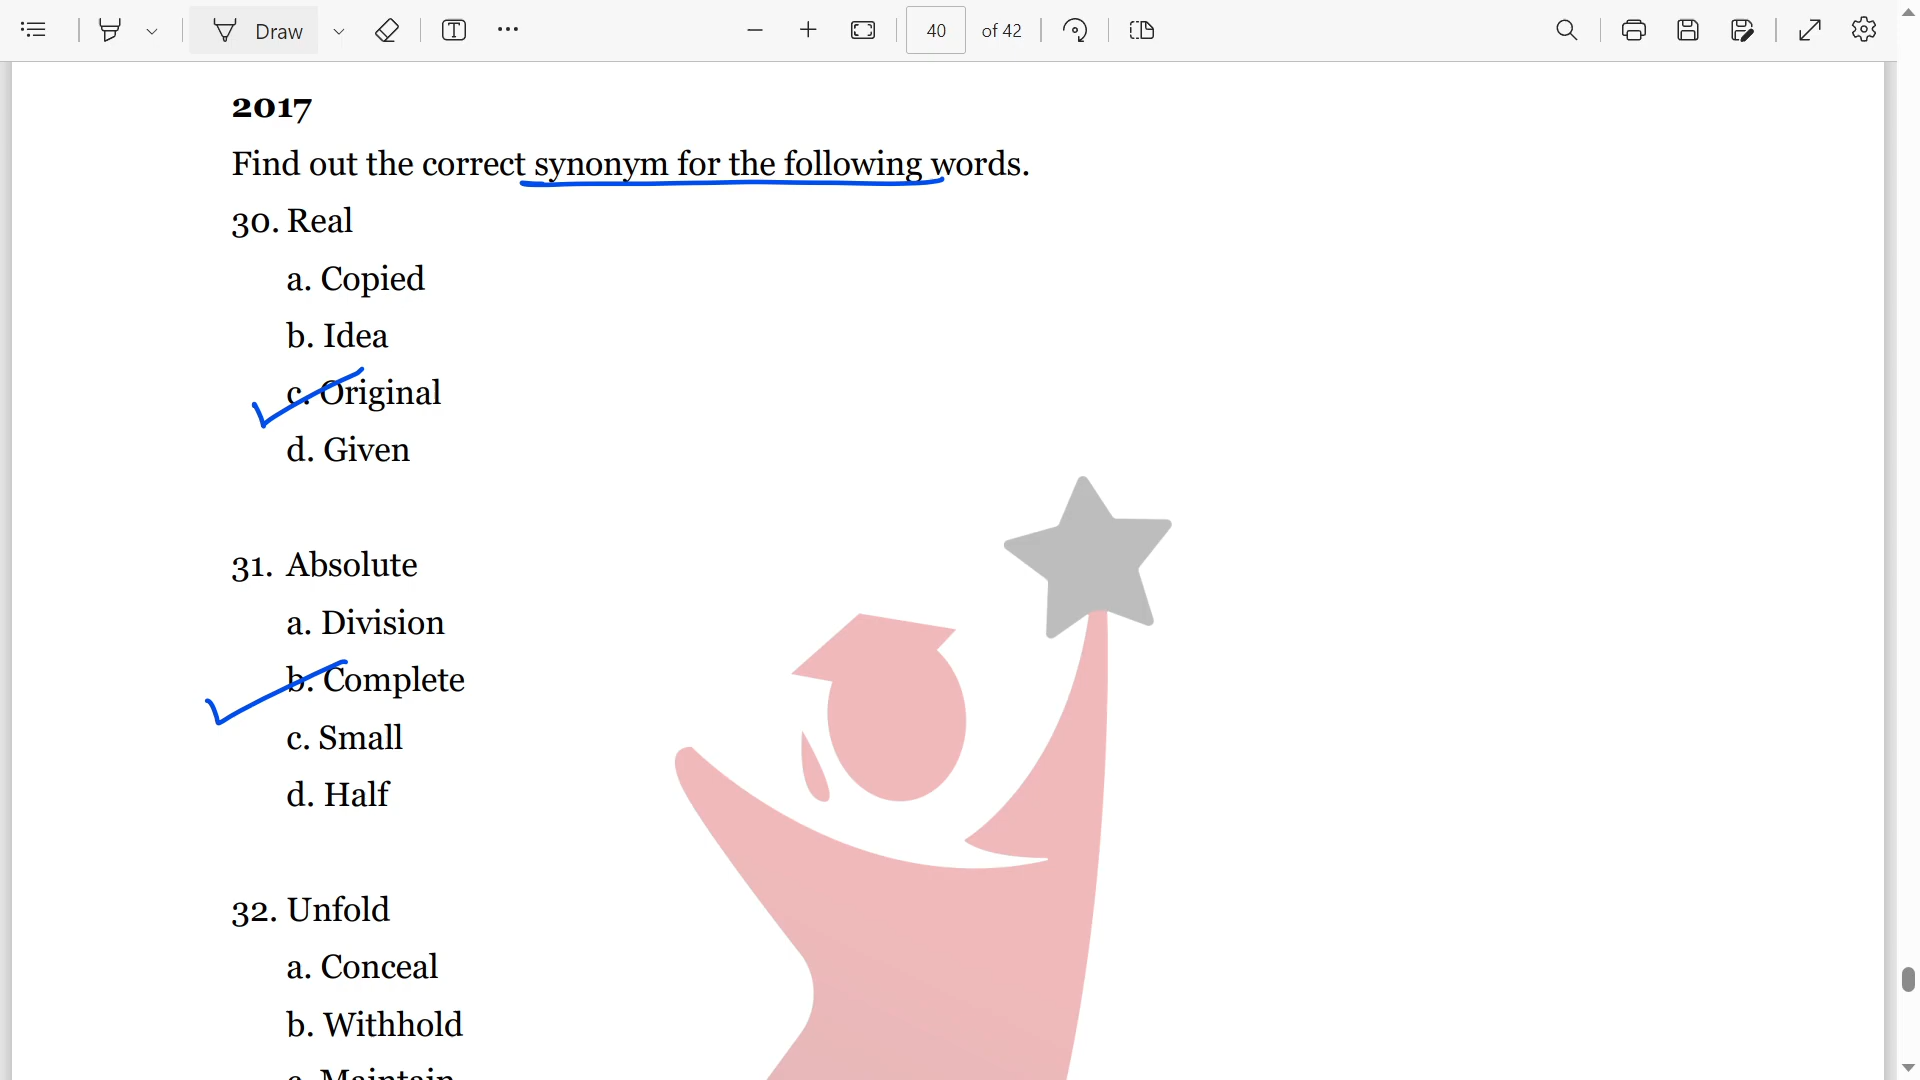 Draw
40 of 42
2017
Find out the correct synonym for the following words.
30. Real
a. Copied
b. Idea
c. Original
d. Given
31. Absolute
a. Division
b. Complete
c. Small
d. Half
32. Unfold
a. Conceal
b. Withhold
c. Maintain